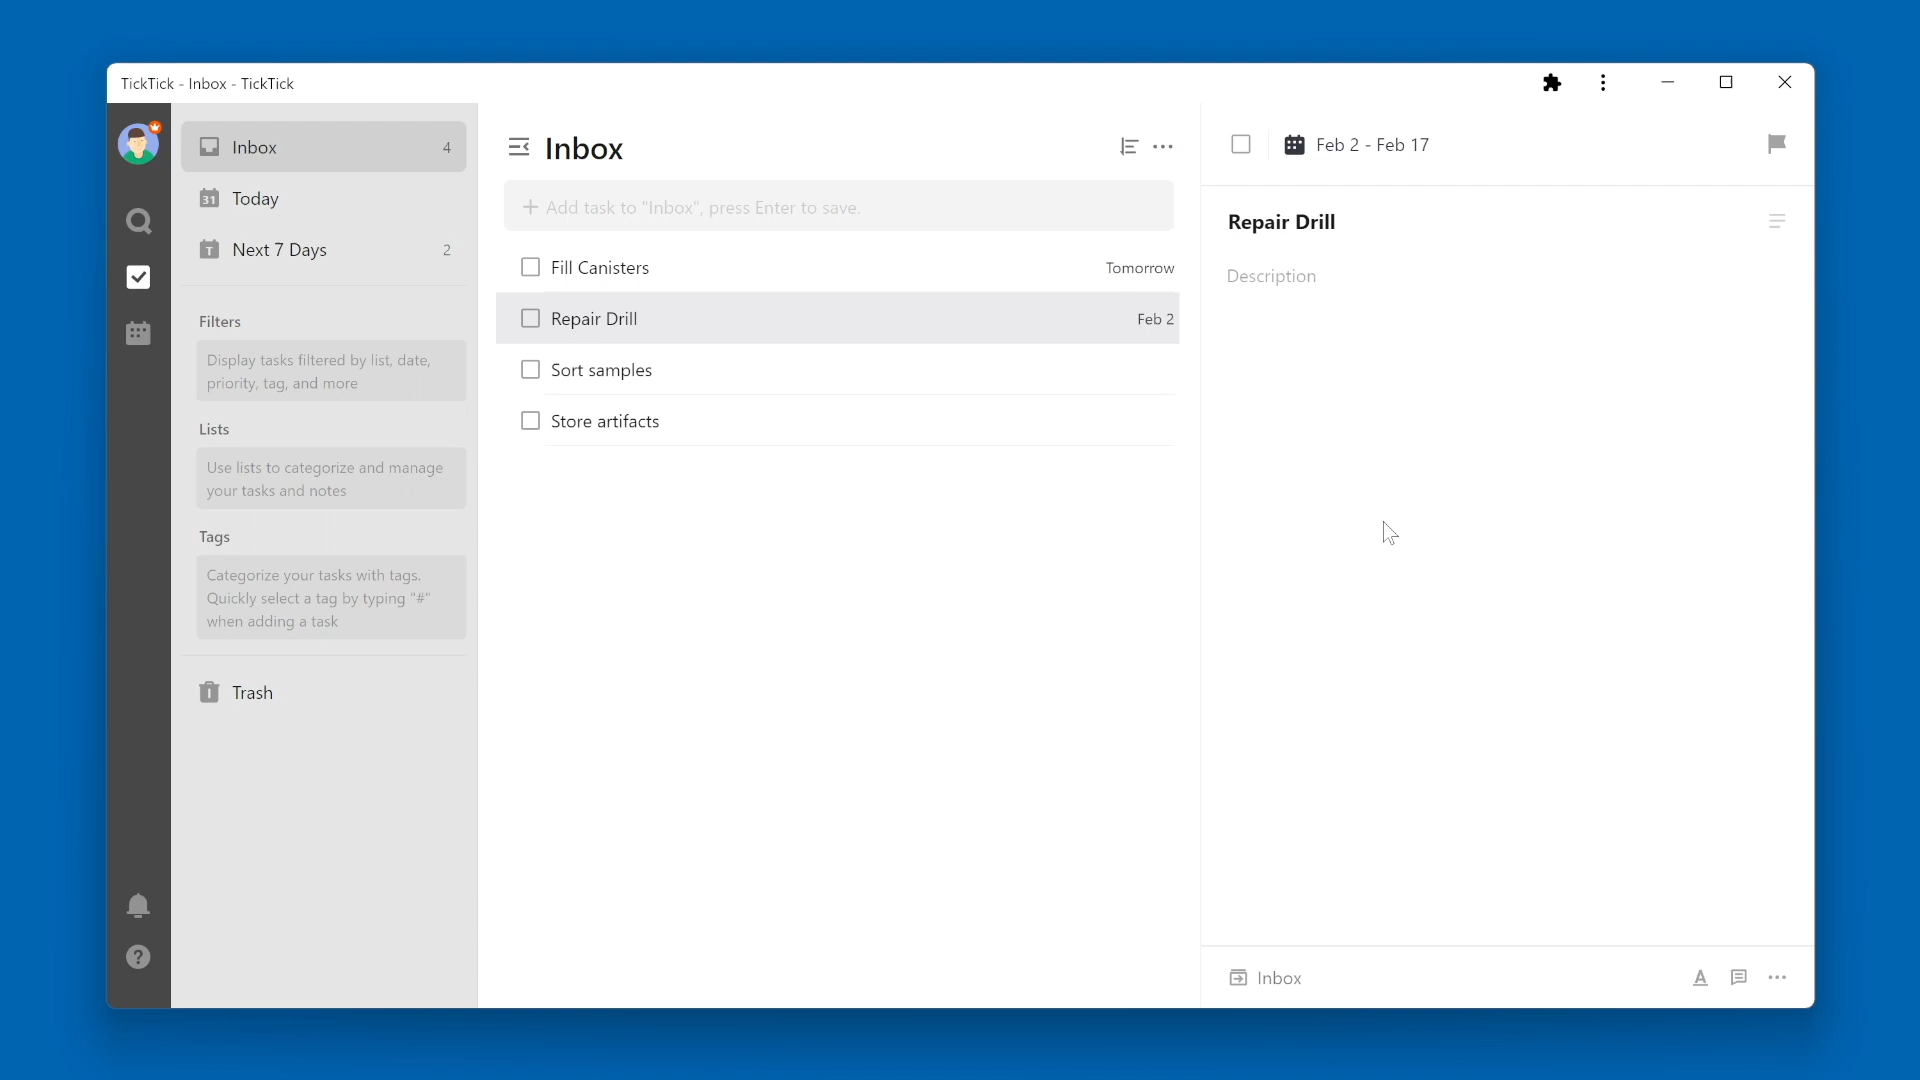 TickTick - Inbox - TickTick
Inbox 4
31 Today
T Next 7 Days 2
Filters
Display tasks filtered by list, date,
priority, tag, and more
Lists
Use lists to categorize and manage
your tasks and notes
Tags
Categorize your tasks with tags.
Quickly select a tag by typing "#"
when adding a task
Trash
Inbox
+ Add task to "Inbox", press Enter to save.
Fill Canisters Tomorrow
Repair Drill Feb 2
Sort samples
Store artifacts
Feb 2 - Feb 17
Repair Drill
Description
Inbox